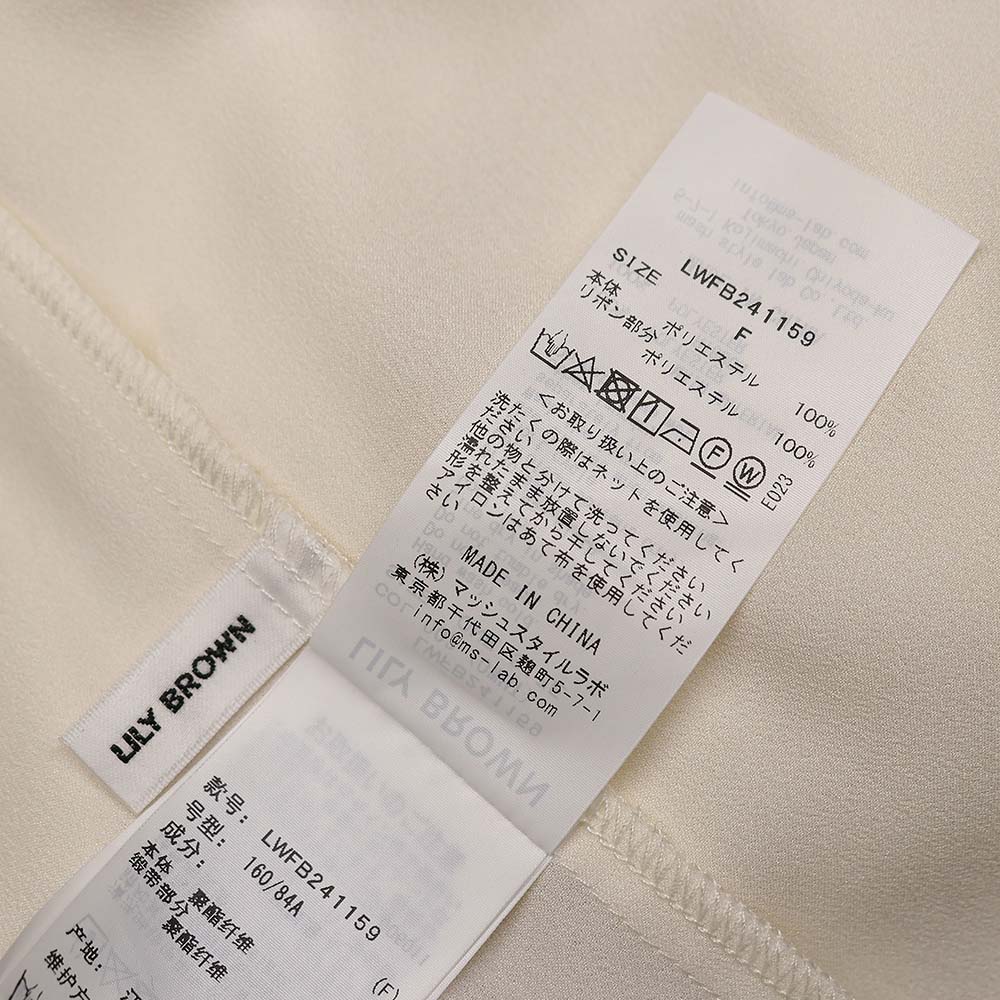 LWFB241159
SIZE F
本体 ポリエステル 100%
リボン部分 ポリエステル 100%
F W
E023
<お取り扱い上のご注意>
洗たくの際はネットを使用してく
ださい
他の物と分けて洗ってください
濡れたまま放置しないでください
形を整えてから干してください
アイロンはあて布を使用してくだ
さい
MADE IN CHINA
(株) マッシュスタイルラボ
東京都千代田区麹町5-7-1
info@ms-lab.com
LILY BROWN
款号: LWFB241159
号型: 160/84A (F)
成分:
本体 聚酯纤维
缎带部分 聚酯纤维
产地:
维护方